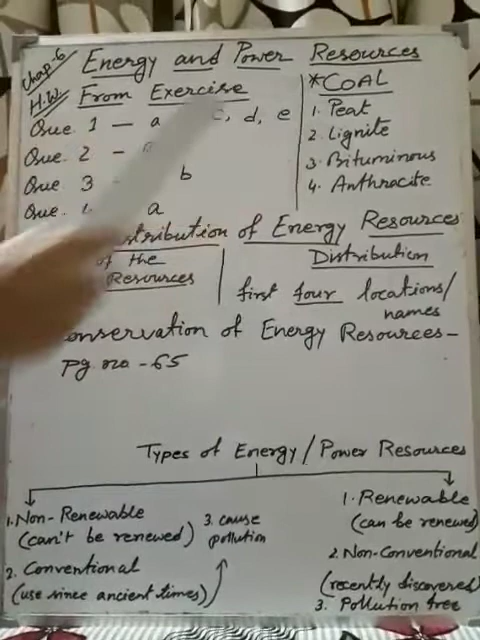 Chap-6
Energy and Power Resources
H.W. From Exercise
Que 1 — a c, d, e
Que. 2 -
Que 3 b
Que. a
*COAL
1. Peat
2. Lignite
3. Bituminous
4. Anthracite
of Energy Resources
of the
Resources
Distribution
first four locations/
names
of Energy Resources-
Pg no -65
Types of Energy/Power Resources
1. Non-Renewable
(can't be renewed)
2. Conventional
(use since ancient times)
3. cause
pollution
1. Renewable
(can be renewed)
2. Non-Conventional
(recently discovered)
3. Pollution free